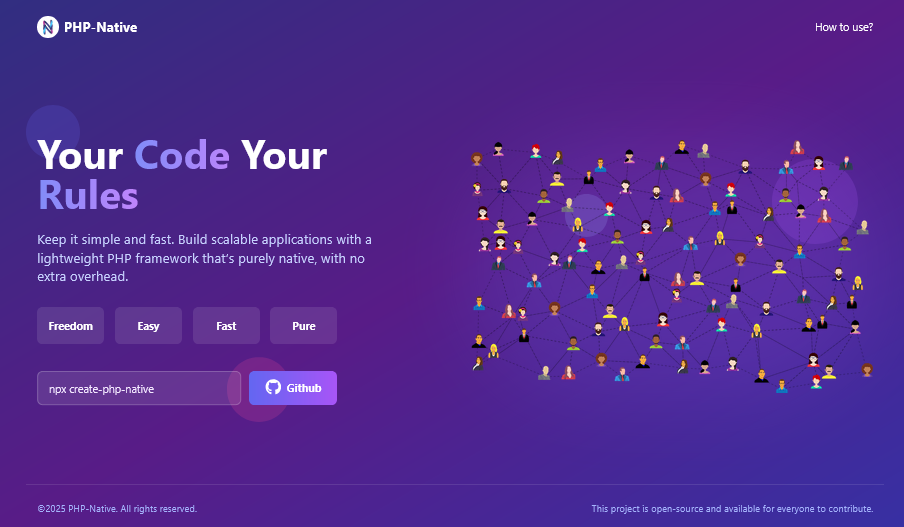 PHP-Native
How to use?
Your Code Your
Rules
Keep it simple and fast. Build scalable applications with a
lightweight PHP framework that's purely native, with no
extra overhead.
Freedom
Easy
Fast
Pure
npx create-php-native
Github
©2025 PHP-Native. All rights reserved.
This project is open-source and available for everyone to contribute.